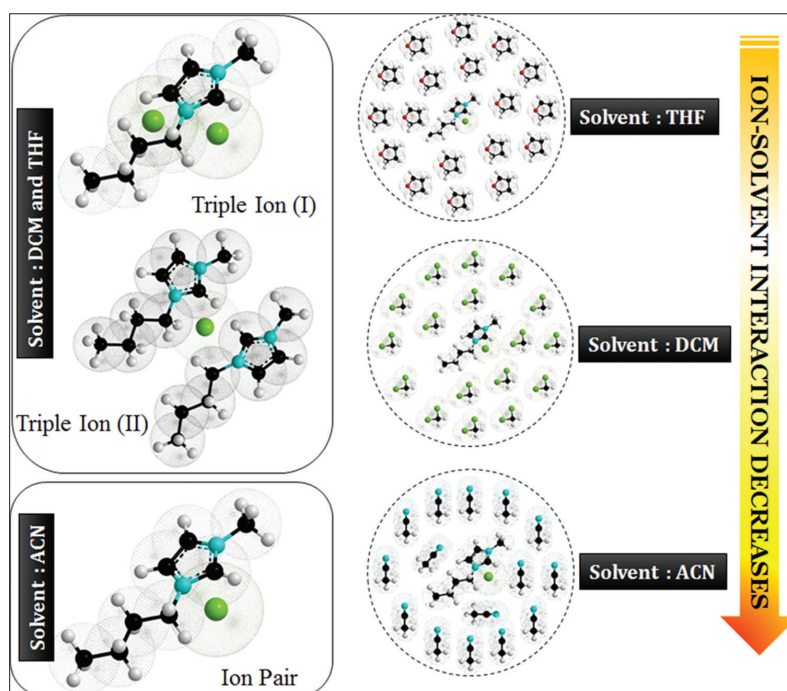 Solvent : DCM and THF
Triple Ion (I)
Triple Ion (II)
Solvent : ACN
Ion Pair
Solvent : THF
Solvent : DCM
Solvent : ACN
ION-SOLVENT INTERACTION DECREASES